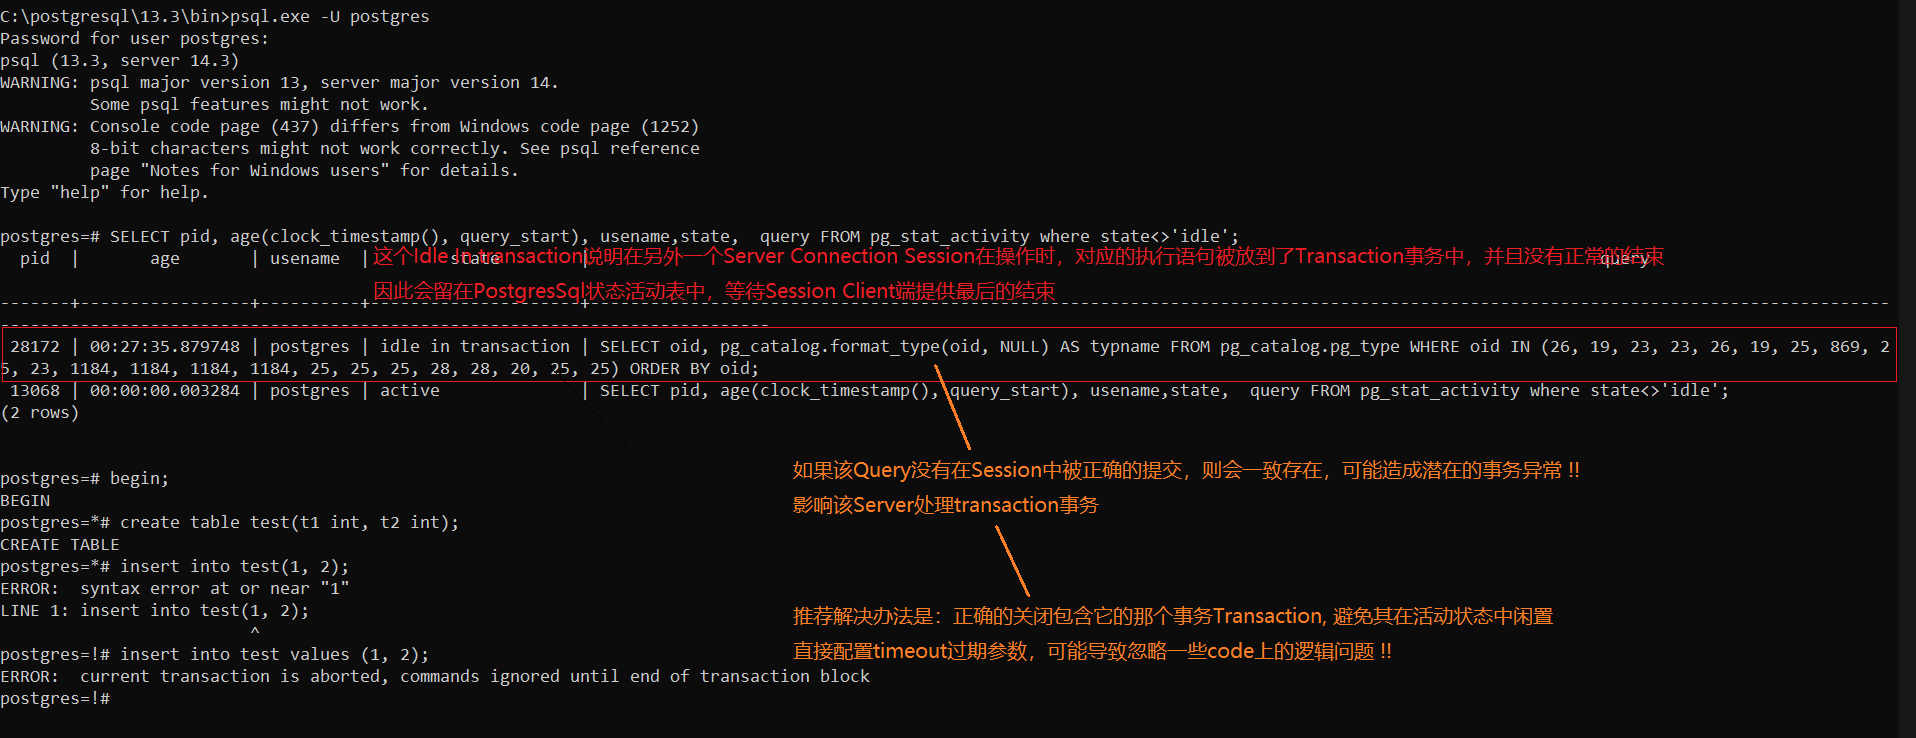 C:\postgresql\13.3\bin>psql.exe -U postgres
Password for user postgres:
psql (13.3, server 14.3)
WARNING: psql major version 13, server major version 14.
         Some psql features might not work.
WARNING: Console code page (437) differs from Windows code page (1252)
         8-bit characters might not work correctly. See psql reference
         page "Notes for Windows users" for details.
Type "help" for help.
postgres=# SELECT pid, age(clock_timestamp(), query_start), usename,state,  query FROM pg_stat_activity where state<>'idle';
  pid  |       age       | usename  |        state        |        query
这个Idle In transaction 说明在另外一个Server Connection Session在操作时，对应的执行语句被放到了Transaction事务中，并且没有正常的结束
因此会留在PostgresSql状态活动表中，等待Session Client端提供最后的结束
 28172 | 00:27:35.879748 | postgres | idle in transaction | SELECT oid, pg_catalog.format_type(oid, NULL) AS typname FROM pg_catalog.pg_type WHERE oid IN (26, 19, 23, 23, 26, 19, 25, 869, 2
5, 23, 1184, 1184, 1184, 1184, 25, 25, 25, 28, 28, 20, 25, 25) ORDER BY oid;
 13068 | 00:00:00.003284 | postgres | active              | SELECT pid, age(clock_timestamp(), query_start), usename,state,  query FROM pg_stat_activity where state<>'idle';
(2 rows)
如果该Query没有在Session中被正确的提交，则会一致存在，可能造成潜在的事务异常 !!
影响该Server处理transaction事务
postgres=# begin;
BEGIN
postgres=*# create table test(t1 int, t2 int);
CREATE TABLE
postgres=*# insert into test(1, 2);
ERROR:  syntax error at or near "1"
LINE 1: insert into test(1, 2);
                         ^
postgres=!# insert into test values (1, 2);
ERROR:  current transaction is aborted, commands ignored until end of transaction block
postgres=!#
推荐解决办法是：正确的关闭包含它的那个事务Transaction, 避免其在活动状态中闲置
直接配置timeout过期参数，可能导致忽略一些code上的逻辑问题 !!